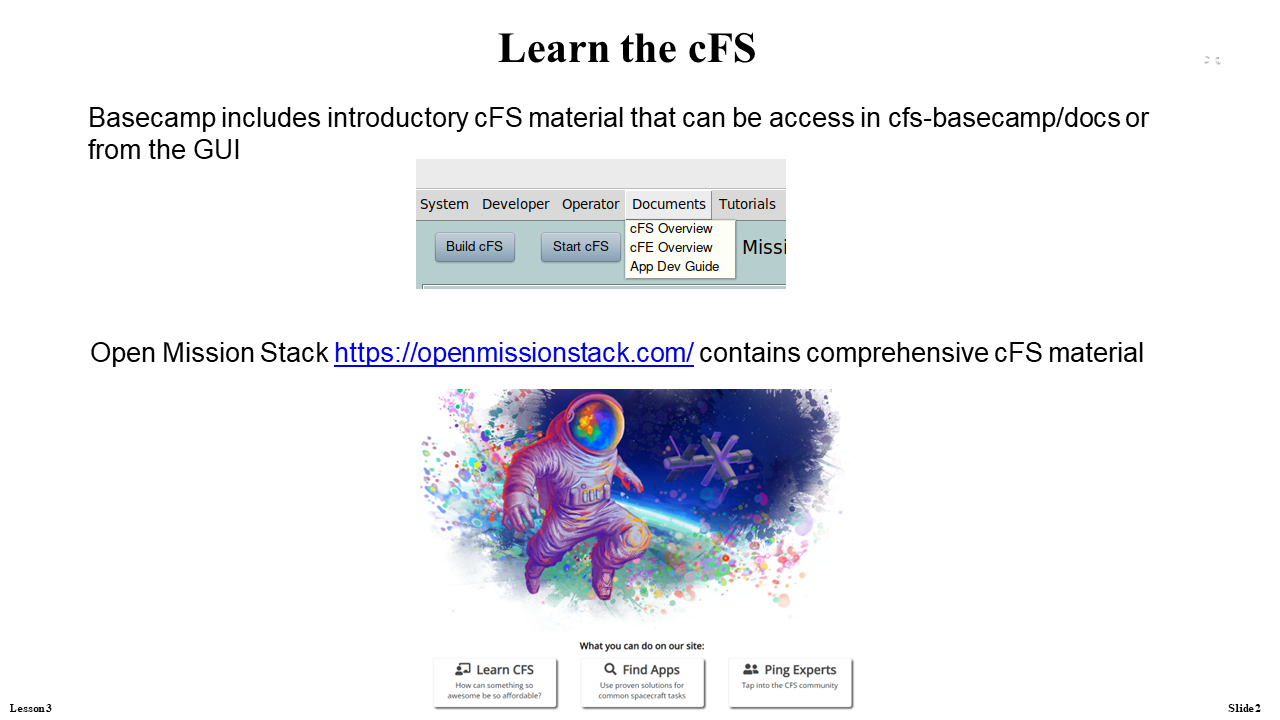 Learn the cFS
Basecamp includes introductory cFS material that can be access in cfs-basecamp/docs or
from the GUI
System Developer Operator Documents Tutorials
Build cFS Start cFS Missi
cFS Overview
cFE Overview
App Dev Guide
Open Mission Stack https://openmissionstack.com/ contains comprehensive cFS material
What you can do on our site:
Learn CFS
How can something so
awesome be so affordable?
Find Apps
Use proven solutions for
common spacecraft tasks
Ping Experts
Tap into the CFS community
Lesson 3
Slide 2